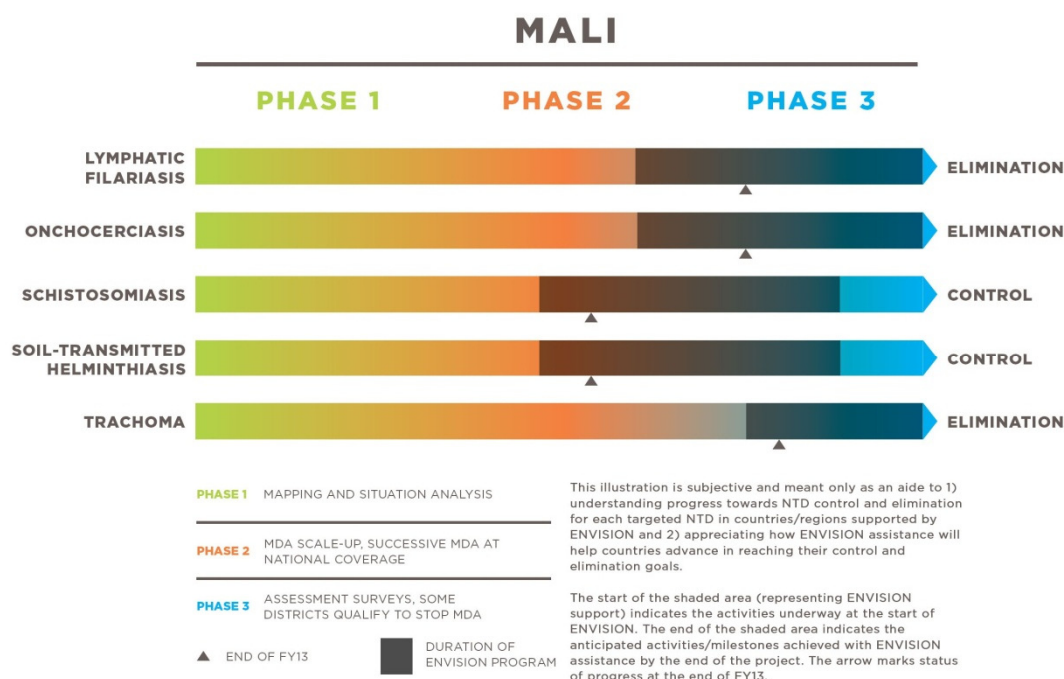 MALI
PHASE 1 PHASE 2 PHASE 3
LYMPHATIC
FILARIASIS
ELIMINATION
ONCHOCERCIASIS
ELIMINATION
SCHISTOSOMIASIS
CONTROL
SOIL-TRANSMITTED
HELMINTHIASIS
CONTROL
TRACHOMA
ELIMINATION
PHASE 1 MAPPING AND SITUATION ANALYSIS
PHASE 2 MDA SCALE-UP, SUCCESSIVE MDA AT
NATIONAL COVERAGE
PHASE 3 ASSESSMENT SURVEYS, SOME
DISTRICTS QUALIFY TO STOP MDA
END OF FY13
DURATION OF
ENVISION PROGRAM
This illustration is subjective and meant only as an aide to 1)
understanding progress towards NTD control and elimination
for each targeted NTD in countries/regions supported by
ENVISION and 2) appreciating how ENVISION assistance will
help countries advance in reaching their control and
elimination goals.
The start of the shaded area (representing ENVISION
support) indicates the activities underway at the start of
ENVISION. The end of the shaded area indicates the
anticipated activities/milestones achieved with ENVISION
assistance by the end of the project. The arrow marks status
of progress at the end of FY13.